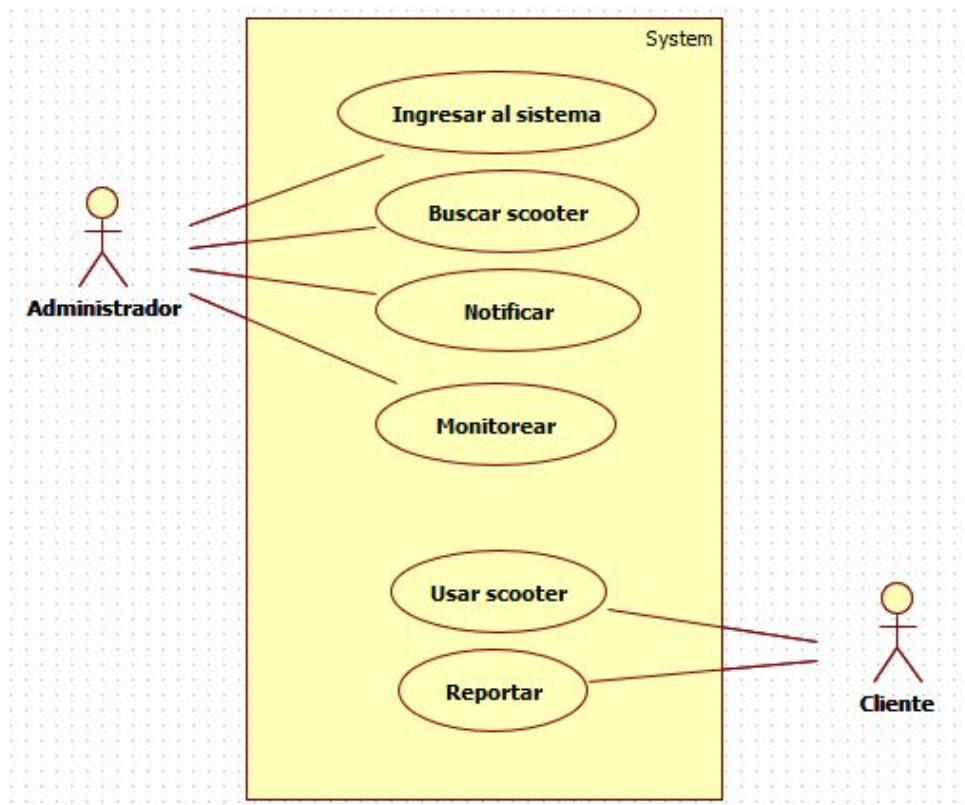 System
Ingresar al sistema
Buscar scooter
Administrador
Notificar
Monitorear
Usar scooter
Reportar
Cliente